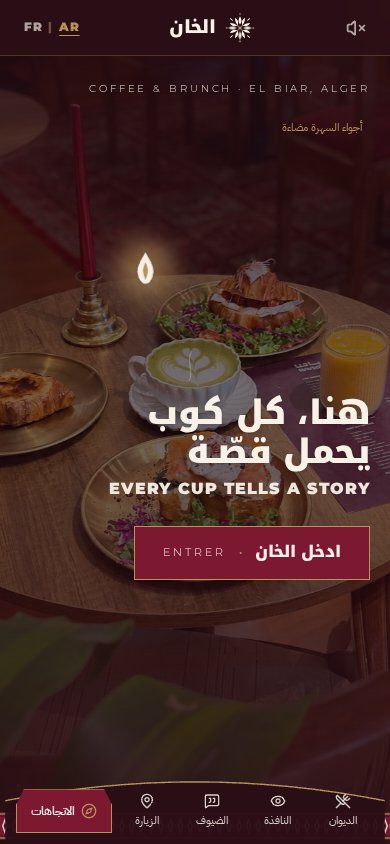 FR | AR
الخان
COFFEE & BRUNCH · EL BIAR, ALGER
أجواء السهرة مضاءة
هنا، كل كوب
يحمل قصّة
EVERY CUP TELLS A STORY
ادخل الخان · ENTRER
الديوان
النافذة
الضيوف
الزيارة
الاتجاهات